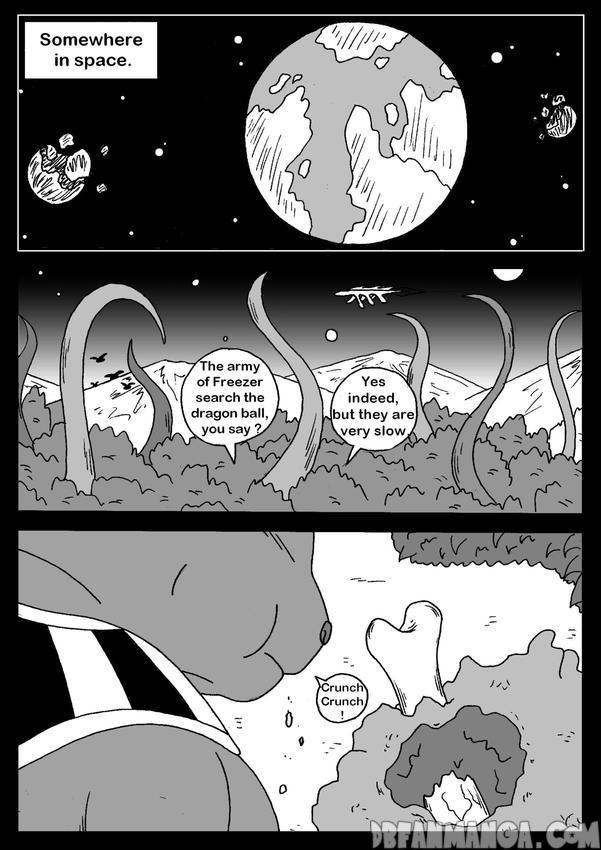 Somewhere
in space.
The army
of Freezer
search the
dragon ball,
you say ?
Yes
indeed,
but they are
very slow.
Crunch
Crunch
!
DBFANMANGA.COM